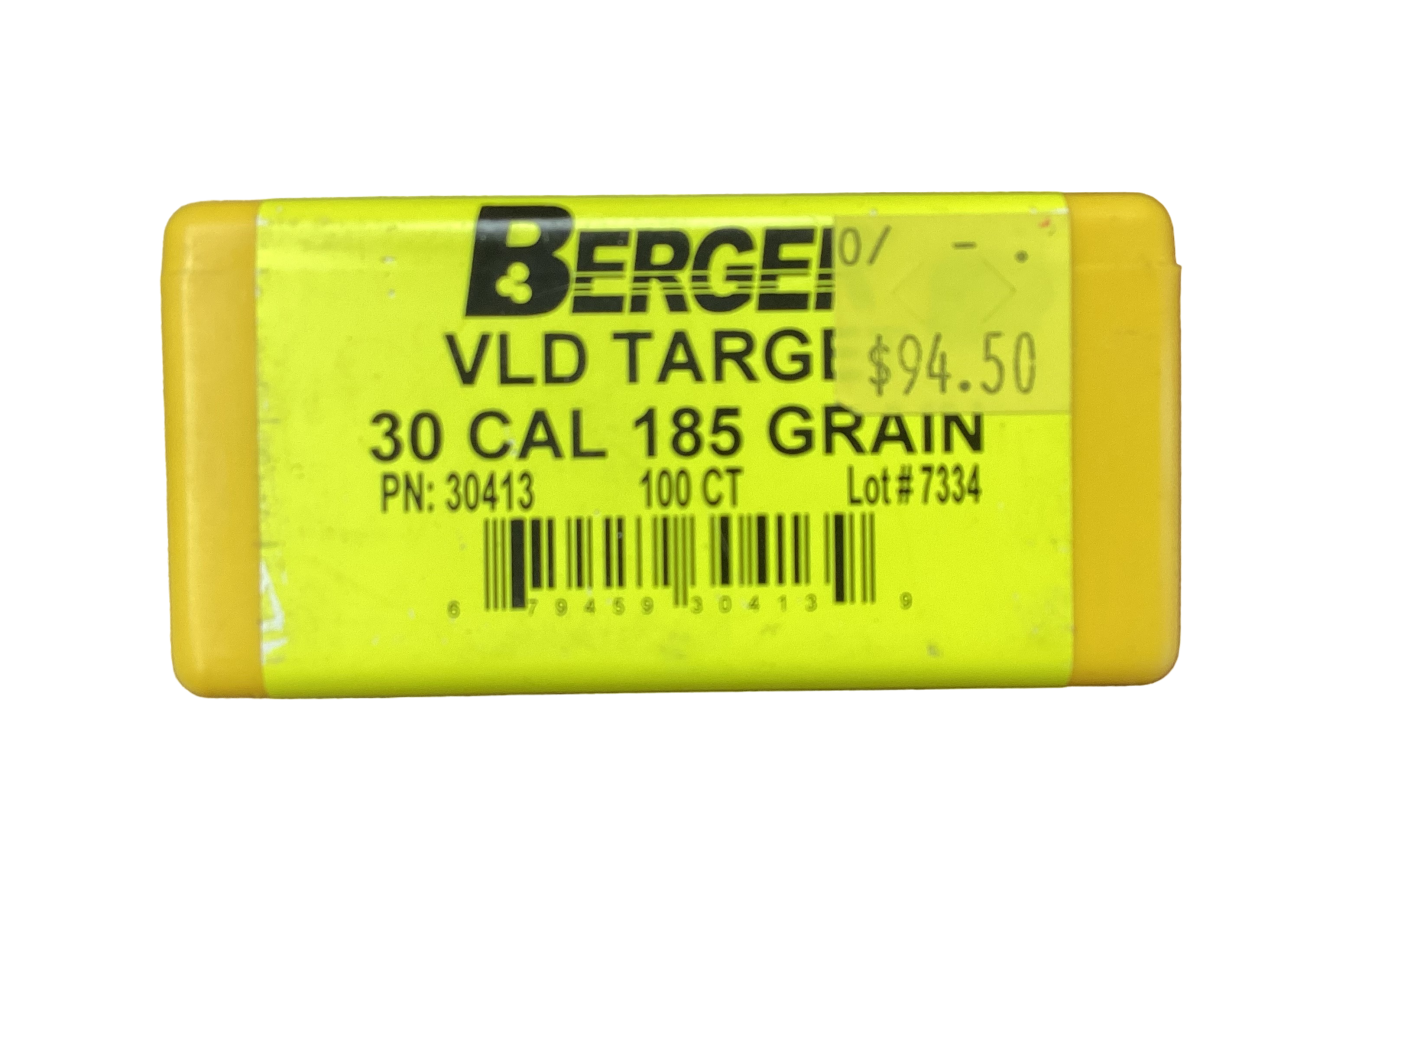 BERGE
0/ -.
VLD TARGE
$94.50
30 CAL 185 GRAIN
PN: 30413 100 CT Lot # 7334
6 79459 30413 9